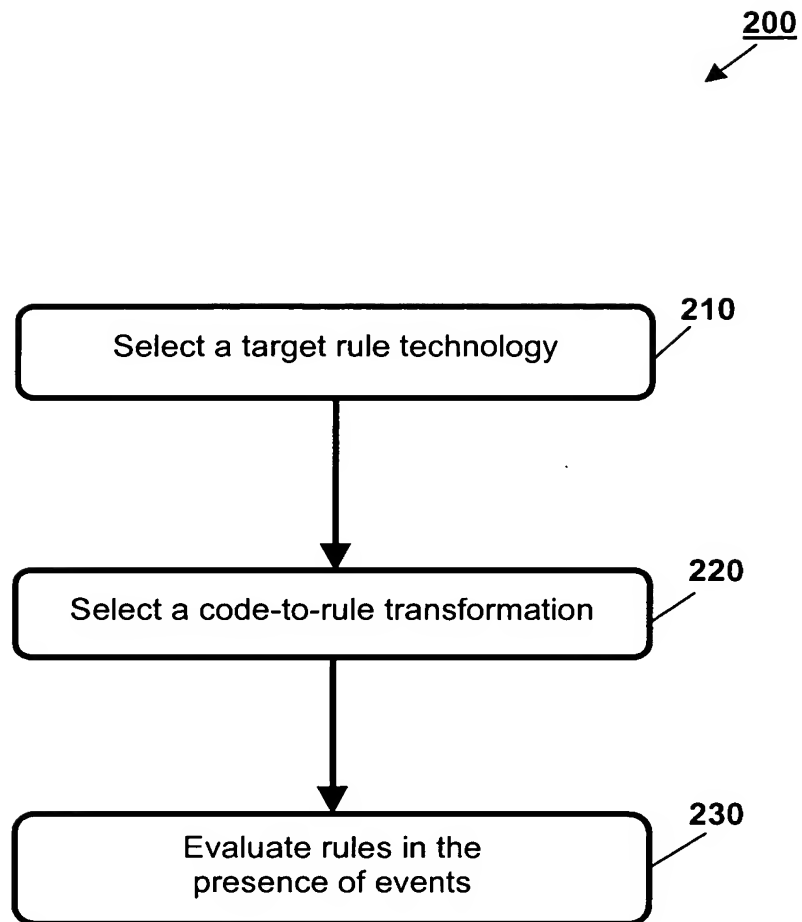 200
210
Select a target rule technology
220
Select a code-to-rule transformation
230
Evaluate rules in the
presence of events